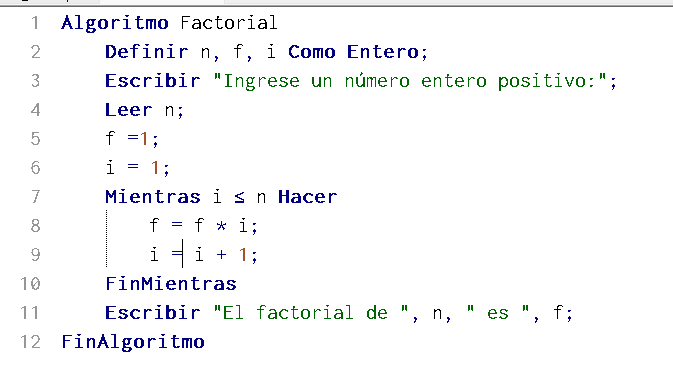 1 Algoritmo Factorial
2 Definir n, f, i Como Entero;
3 Escribir "Ingrese un número entero positivo:";
4 Leer n;
5 f =1;
6 i = 1;
7 Mientras i ≤ n Hacer
8 f = f * i;
9 i = i + 1;
10 FinMientras
11 Escribir "El factorial de ", n, " es ", f;
12 FinAlgoritmo